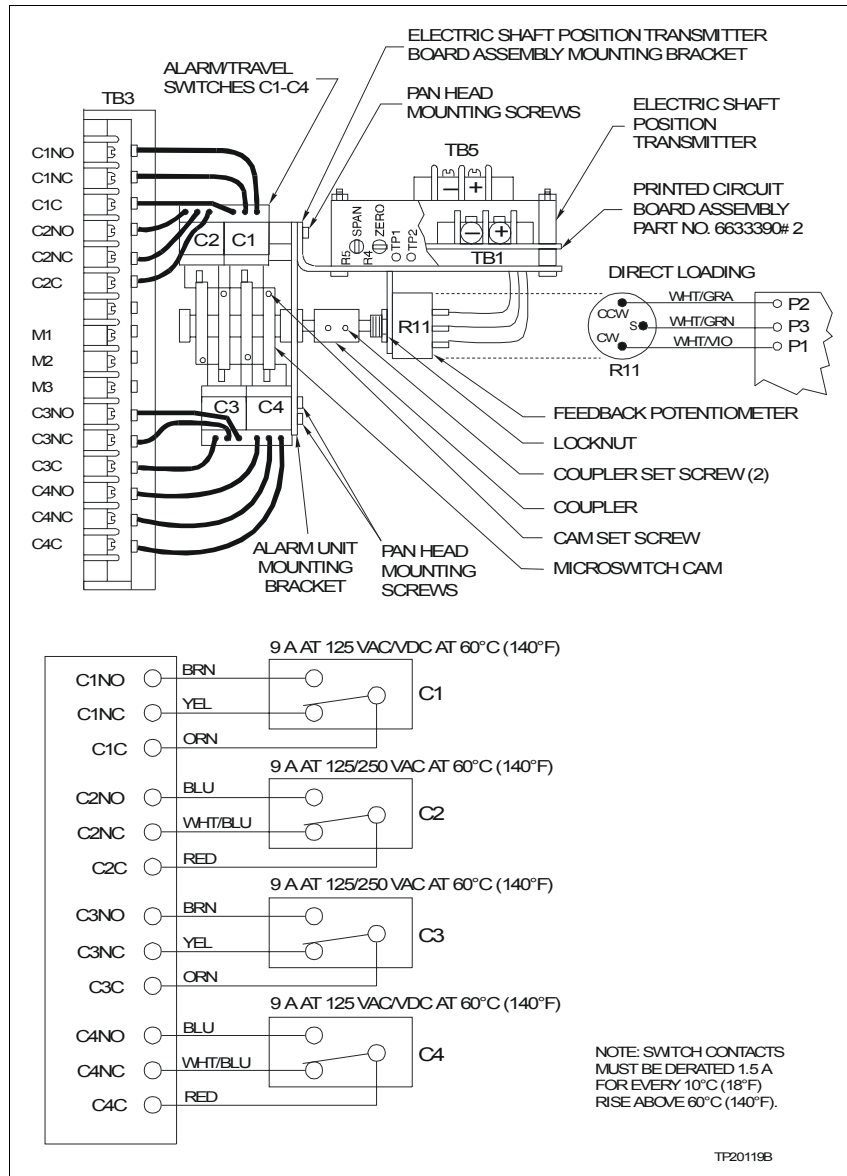 ELECTRIC SHAFT POSITION TRANSMITTER
BOARD ASSEMBLY MOUNTING BRACKET
ALARM/TRAVEL
SWITCHES C1-C4
PAN HEAD
MOUNTING SCREWS
ELECTRIC SHAFT
POSITION
TRANSMITTER
TB3
TB5
PRINTED CIRCUIT
BOARD ASSEMBLY
PART NO. 6633390# 2
C1NO
C1NC
C1C
C2NO
C2NC
C2C
M1
M2
M3
C3NO
C3NC
C3C
C4NO
C4NC
C4C
C2
C1
C3
C4
R5
SPAN
R4
ZERO
TP1
TP2
– +
– +
TB1
R11
DIRECT LOADING
CCW
S
CW
R11
WHT/GRA
WHT/GRN
WHT/VIO
P2
P3
P1
FEEDBACK POTENTIOMETER
LOCKNUT
COUPLER SET SCREW (2)
COUPLER
CAM SET SCREW
MICROSWITCH CAM
ALARM UNIT
MOUNTING
BRACKET
PAN HEAD
MOUNTING
SCREWS
9 A AT 125 VAC/VDC AT 60°C (140°F)
C1NO BRN
C1NC YEL
C1C ORN
C1
9 A AT 125/250 VAC AT 60°C (140°F)
C2NO BLU
C2NC WHT/BLU
C2C RED
C2
9 A AT 125/250 VAC AT 60°C (140°F)
C3NO BRN
C3NC YEL
C3C ORN
C3
9 A AT 125 VAC/VDC AT 60°C (140°F)
C4NO BLU
C4NC WHT/BLU
C4C RED
C4
NOTE: SWITCH CONTACTS
MUST BE DERATED 1.5 A
FOR EVERY 10°C (18°F)
RISE ABOVE 60°C (140°F).
TP20119B